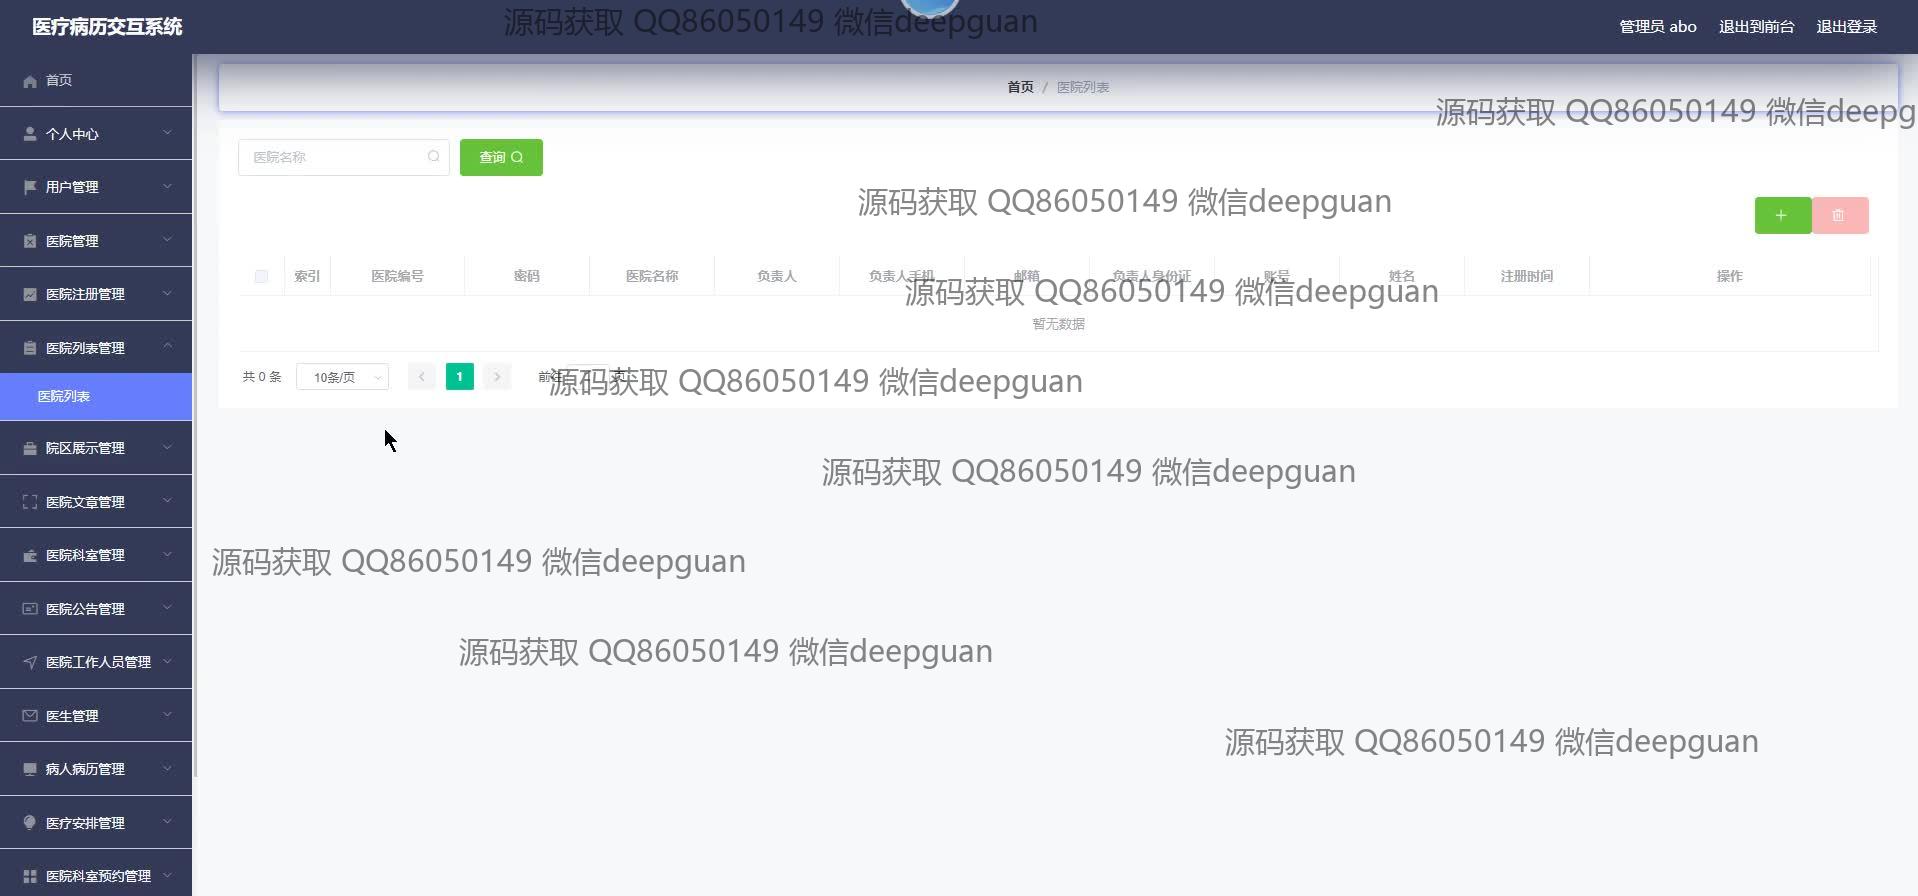 医疗病历交互系统
源码获取 QQ86050149 微信deepguan
管理员 abo 退出到前台 退出登录
首页
个人中心
用户管理
医院管理
医院注册管理
医院列表管理
医院列表
院区展示管理
医院文章管理
医院科室管理
医院公告管理
医院工作人员管理
医生管理
病人病历管理
医疗安排管理
医院科室预约管理
首页 / 医院列表
源码获取 QQ86050149 微信deepg
医院名称 查询
源码获取 QQ86050149 微信deepguan
索引 医院编号 密码 医院名称 负责人 负责人手机 邮箱 负责人身份证 账号 姓名 注册时间 操作
源码获取 QQ86050149 微信deepguan
暂无数据
共 0 条 10条/页 1 前往 页
源码获取 QQ86050149 微信deepguan
源码获取 QQ86050149 微信deepguan
源码获取 QQ86050149 微信deepguan
源码获取 QQ86050149 微信deepguan
源码获取 QQ86050149 微信deepguan